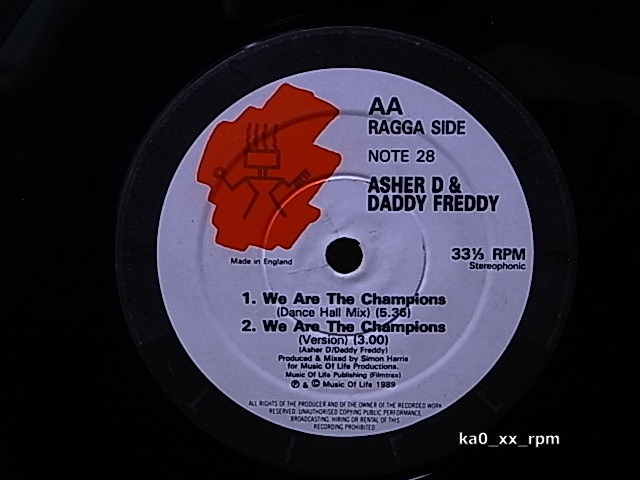 AA
RAGGA SIDE
NOTE 28
ASHER D &
DADDY FREDDY
Made in England
33⅓ RPM
Stereophonic
1. We Are The Champions
(Dance Hall Mix) (5.36)
2. We Are The Champions
(Version) (3.00)
(Asher D/Daddy Freddy)
Produced & Mixed by Simon Harris
for Music Of Life Productions.
Music Of Life Publishing (Filmtrax)
℗ & © Music Of Life 1989
ALL RIGHTS OF THE PRODUCER AND OF THE OWNER OF THE RECORDED WORK
RESERVED. UNAUTHORISED COPYING PUBLIC PERFORMANCE,
BROADCASTING, HIRING OR RENTAL OF THIS
RECORDING PROHIBITED
L I F E
ka0_xx_rpm